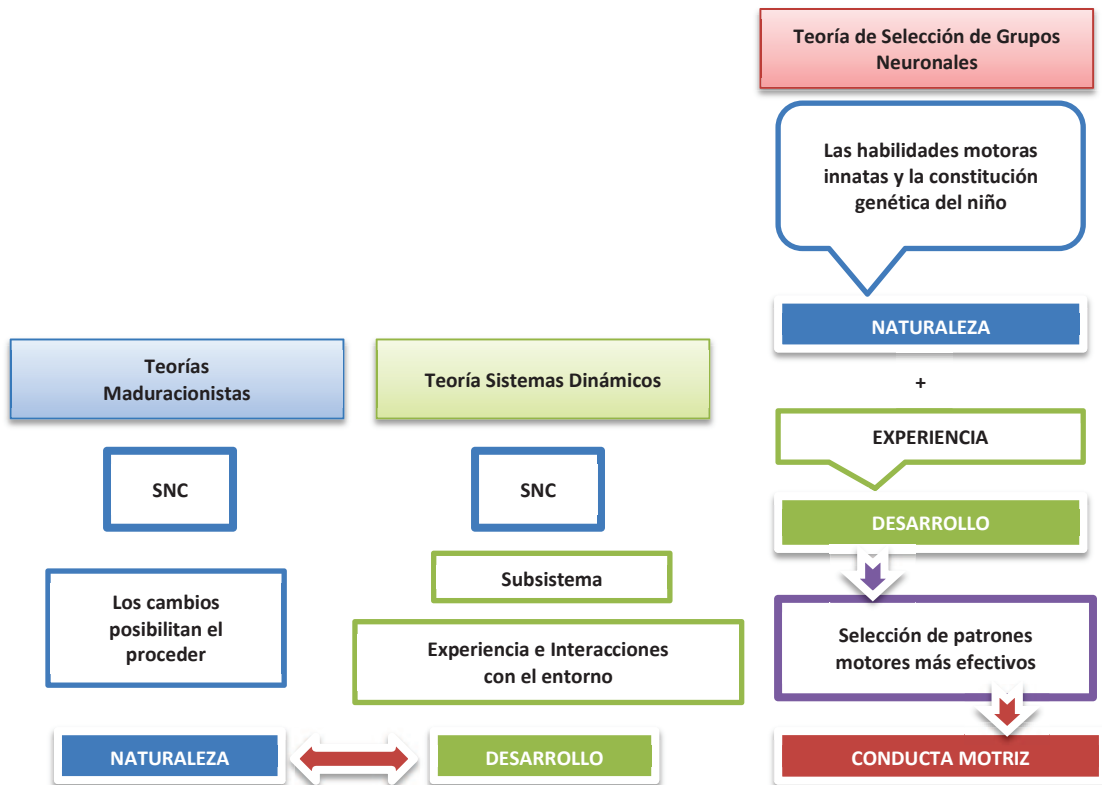 Teoría de Selección de Grupos
Neuronales
Las habilidades motoras
innatas y la constitución
genética del niño
NATURALEZA
+
EXPERIENCIA
DESARROLLO
Selección de patrones
motores más efectivos
CONDUCTA MOTRIZ
Teorías
Maduracionistas
SNC
Los cambios
posibilitan el
proceder
NATURALEZA
Teoría Sistemas Dinámicos
SNC
Subsistema
Experiencia e Interacciones
con el entorno
DESARROLLO